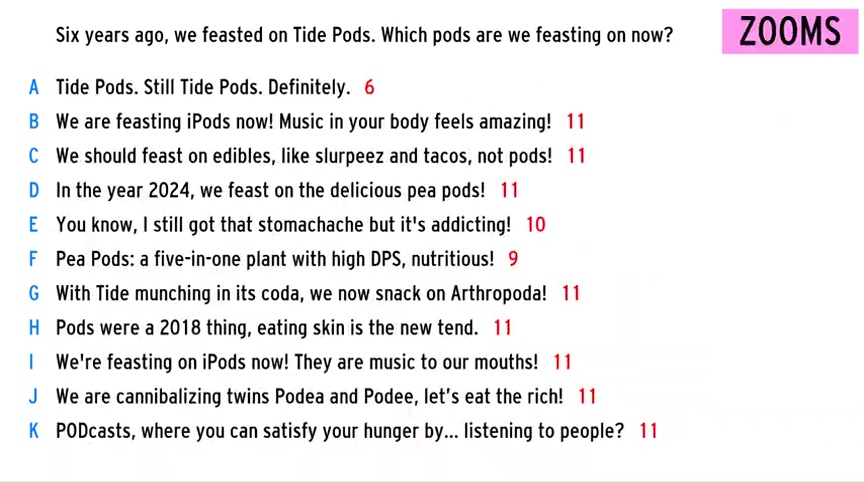 Six years ago, we feasted on Tide Pods. Which pods are we feasting on now?
ZOOMS
A Tide Pods. Still Tide Pods. Definitely. 6
B We are feasting iPods now! Music in your body feels amazing! 11
C We should feast on edibles, like slurpeez and tacos, not pods! 11
D In the year 2024, we feast on the delicious pea pods! 11
E You know, I still got that stomachache but it's addicting! 10
F Pea Pods: a five-in-one plant with high DPS, nutritious! 9
G With Tide munching in its coda, we now snack on Arthropoda! 11
H Pods were a 2018 thing, eating skin is the new tend. 11
I We're feasting on iPods now! They are music to our mouths! 11
J We are cannibalizing twins Podea and Podee, let’s eat the rich! 11
K PODcasts, where you can satisfy your hunger by... listening to people? 11